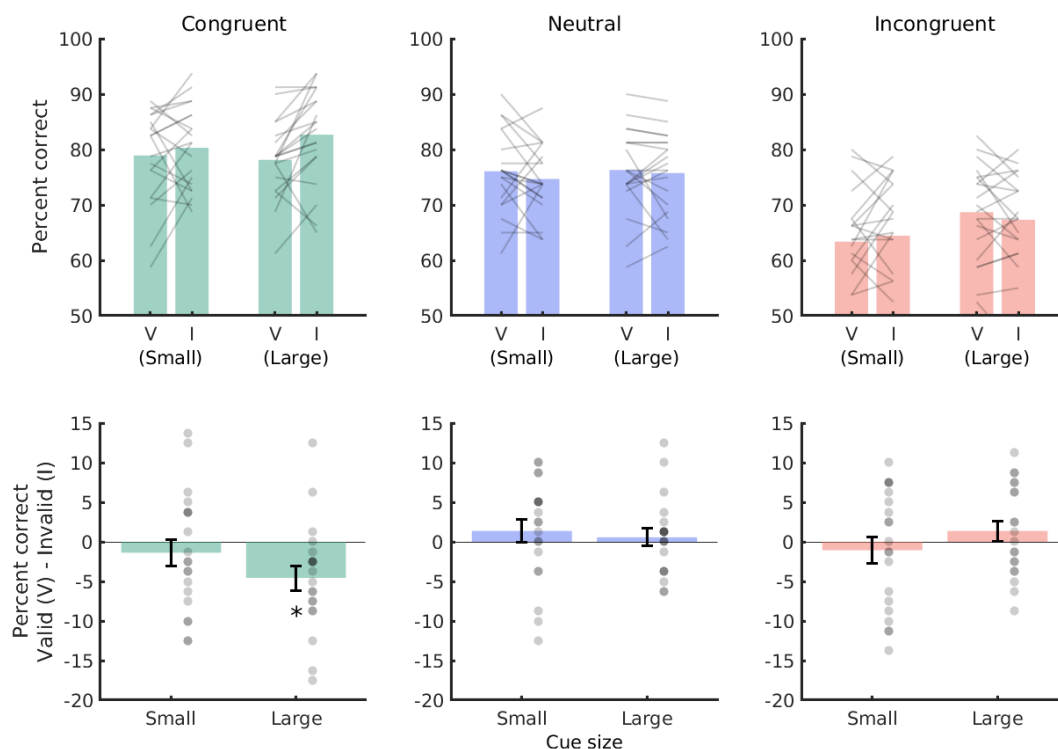 Congruent
Neutral
Incongruent
Percent correct
100
90
80
70
60
50
V I V I
(Small) (Large)
100
90
80
70
60
50
V I V I
(Small) (Large)
100
90
80
70
60
50
V I V I
(Small) (Large)
Percent correct
Valid (V) - Invalid (I)
15
10
5
0
-5
-10
-15
-20
*
Small Large
15
10
5
0
-5
-10
-15
-20
Small Large
Cue size
15
10
5
0
-5
-10
-15
-20
Small Large